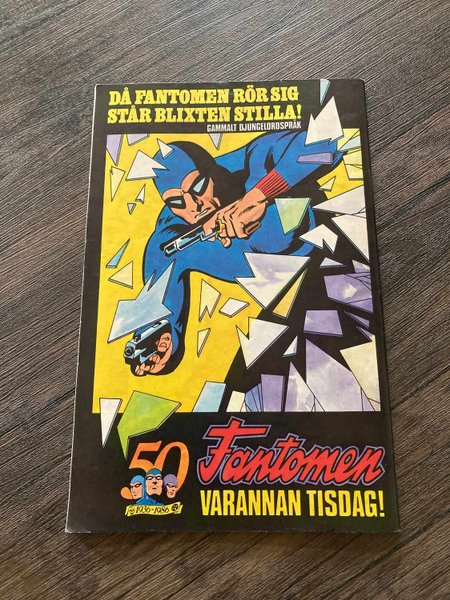 DÅ FANTOMEN RÖR SIG
STÅR BLIXTEN STILLA!
GAMMALT DJUNGELORDSPRÅK
50
Fantomen
1936-1986
VARANNAN TISDAG!